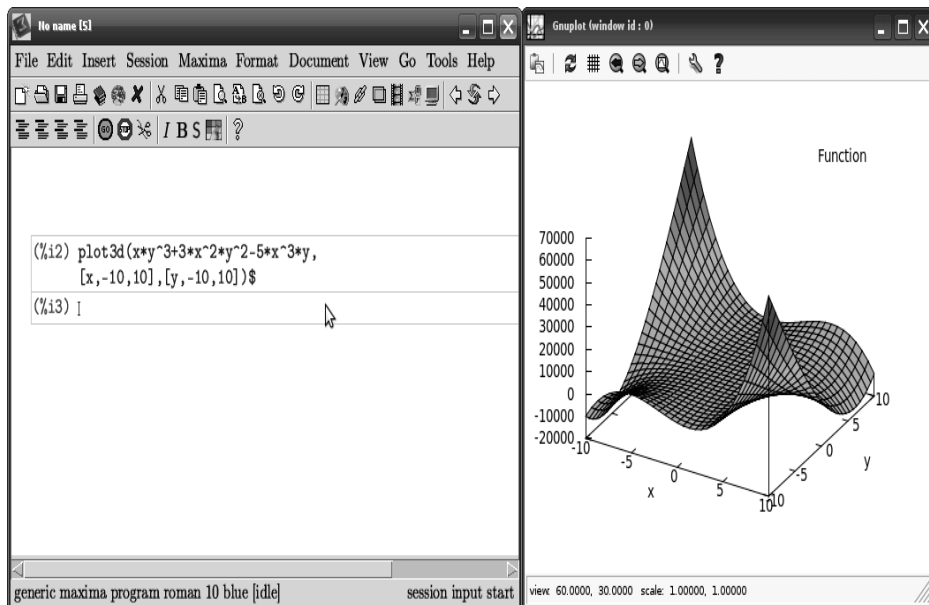 No name [5]
File Edit Insert Session Maxima Format Document View Go Tools Help
GO STOP
I B S ?
(%i2) plot3d(x*y^3+3*x^2*y^2-5*x^3*y,
[x,-10,10],[y,-10,10])$
(%i3)
generic maxima program roman 10 blue [idle] session input start
Gnuplot (window id : 0)
?
Function
70000
60000
50000
40000
30000
20000
10000
0
-10000
-20000
-10
-5
0
5
10
x
-10
-5
0
5
10
y
view: 60.0000, 30.0000 scale: 1.00000, 1.00000